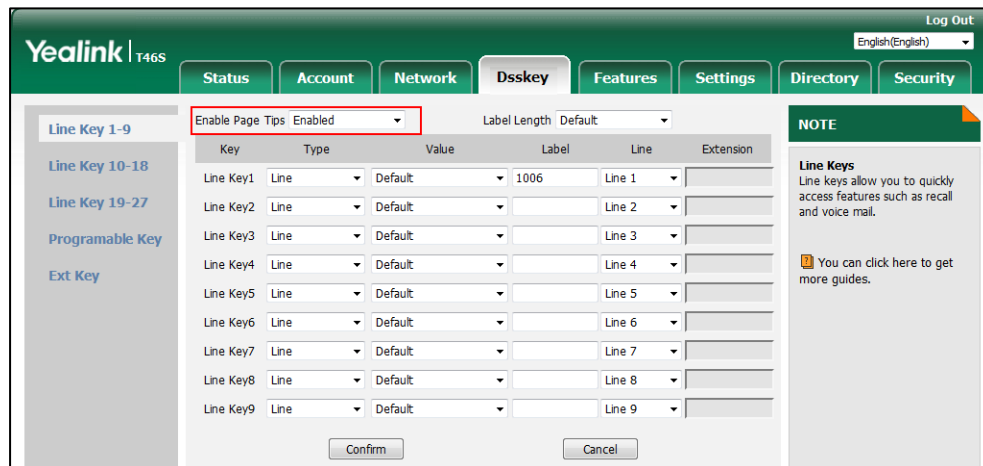 Log Out
Yealink T46S
English(English)
Status Account Network Dsskey Features Settings Directory Security
Line Key 1-9
Line Key 10-18
Line Key 19-27
Programable Key
Ext Key
Enable Page Tips Enabled Label Length Default
Key Type Value Label Line Extension
Line Key1 Line Default 1006 Line 1
Line Key2 Line Default Line 2
Line Key3 Line Default Line 3
Line Key4 Line Default Line 4
Line Key5 Line Default Line 5
Line Key6 Line Default Line 6
Line Key7 Line Default Line 7
Line Key8 Line Default Line 8
Line Key9 Line Default Line 9
Confirm Cancel
NOTE
Line Keys
Line keys allow you to quickly
access features such as recall
and voice mail.
? You can click here to get
more guides.